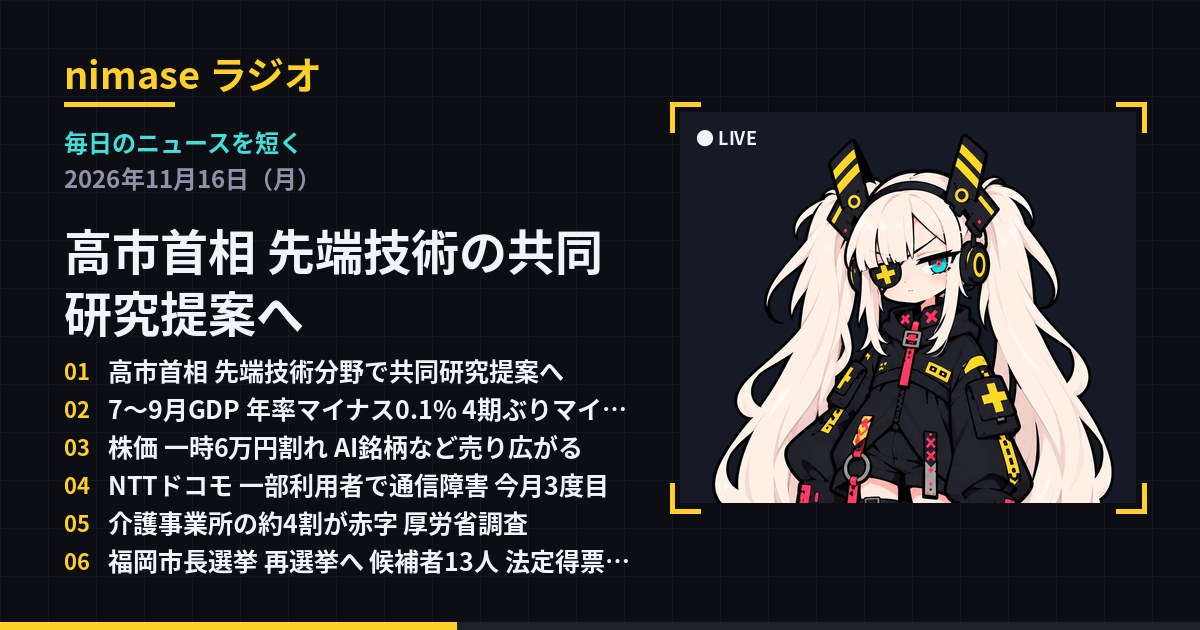 nimase ラジオ
毎日のニュースを短く
2026年11月16日（月）
高市首相 先端技術の共同
研究提案へ
01 高市首相 先端技術分野で共同研究提案へ
02 7〜9月GDP 年率マイナス0.1% 4期ぶりマイ…
03 株価 一時6万円割れ AI銘柄など売り広がる
04 NTTドコモ 一部利用者で通信障害 今月3度目
05 介護事業所の約4割が赤字 厚労省調査
06 福岡市長選挙 再選挙へ 候補者13人 法定得票…
LIVE